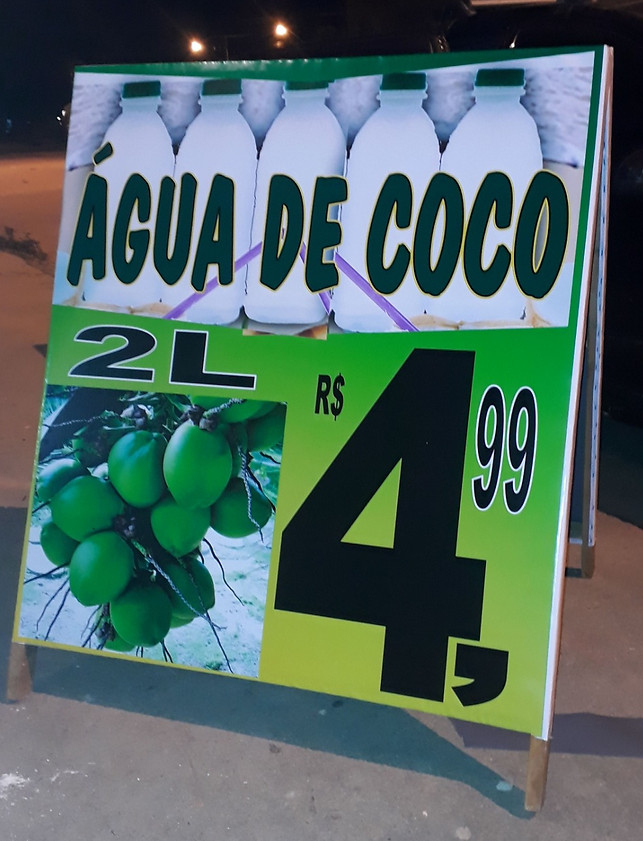 ÁGUA DE COCO
2L
R$ 4,99